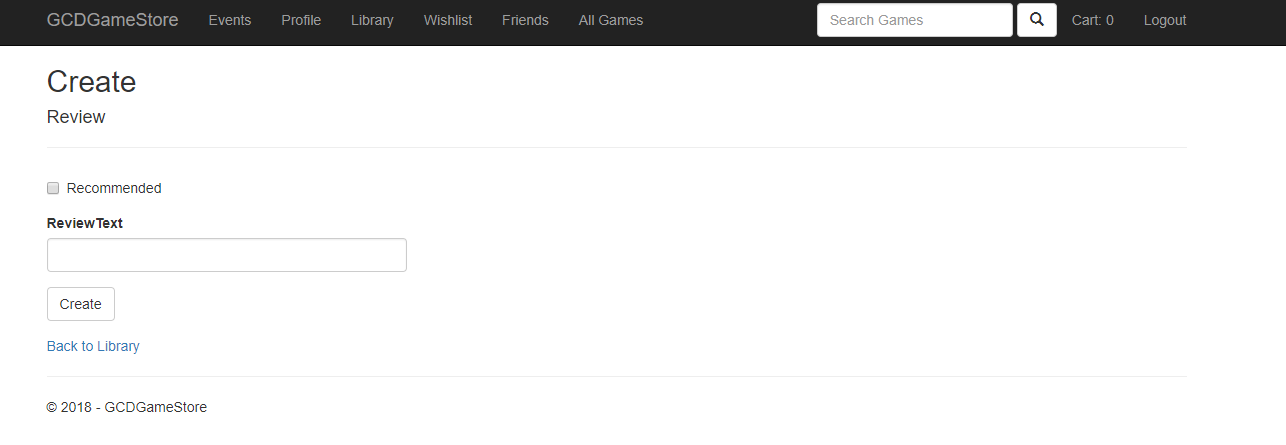 GCDGameStore Events Profile Library Wishlist Friends All Games Search Games Cart: 0 Logout
Create
Review
Recommended
ReviewText
Create
Back to Library
© 2018 - GCDGameStore